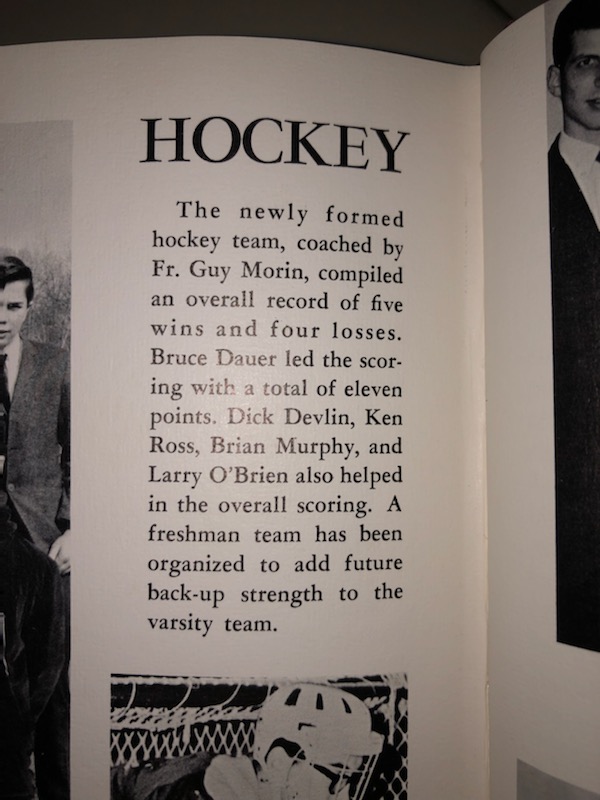 HOCKEY
The newly formed
hockey team, coached by
Fr. Guy Morin, compiled
an overall record of five
wins and four losses.
Bruce Dauer led the scor-
ing with a total of eleven
points. Dick Devlin, Ken
Ross, Brian Murphy, and
Larry O'Brien also helped
in the overall scoring. A
freshman team has been
organized to add future
back-up strength to the
varsity team.